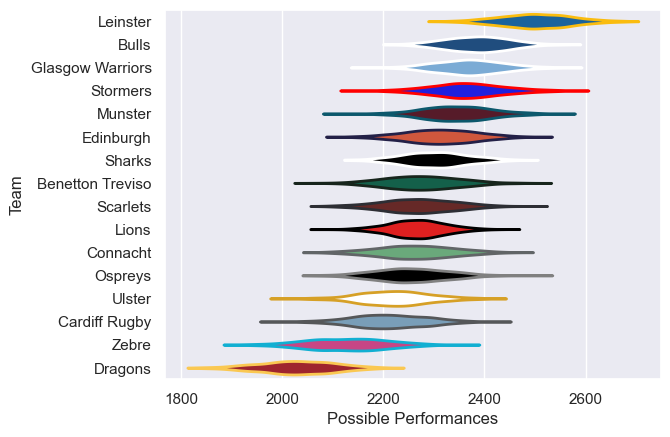 Leinster
Bulls
Glasgow Warriors
Stormers
Munster
Edinburgh
Sharks
Benetton Treviso
Scarlets
Lions
Connacht
Ospreys
Ulster
Cardiff Rugby
Zebre
Dragons
Team
1800 2000 2200 2400 2600
Possible Performances